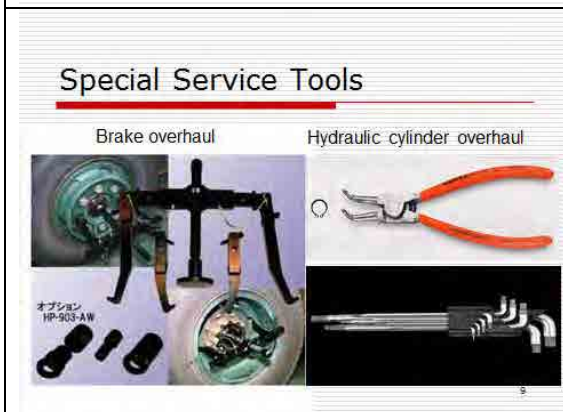 Special Service Tools
Brake overhaul
Hydraulic cylinder overhaul
オプション
HP-903-AW
9